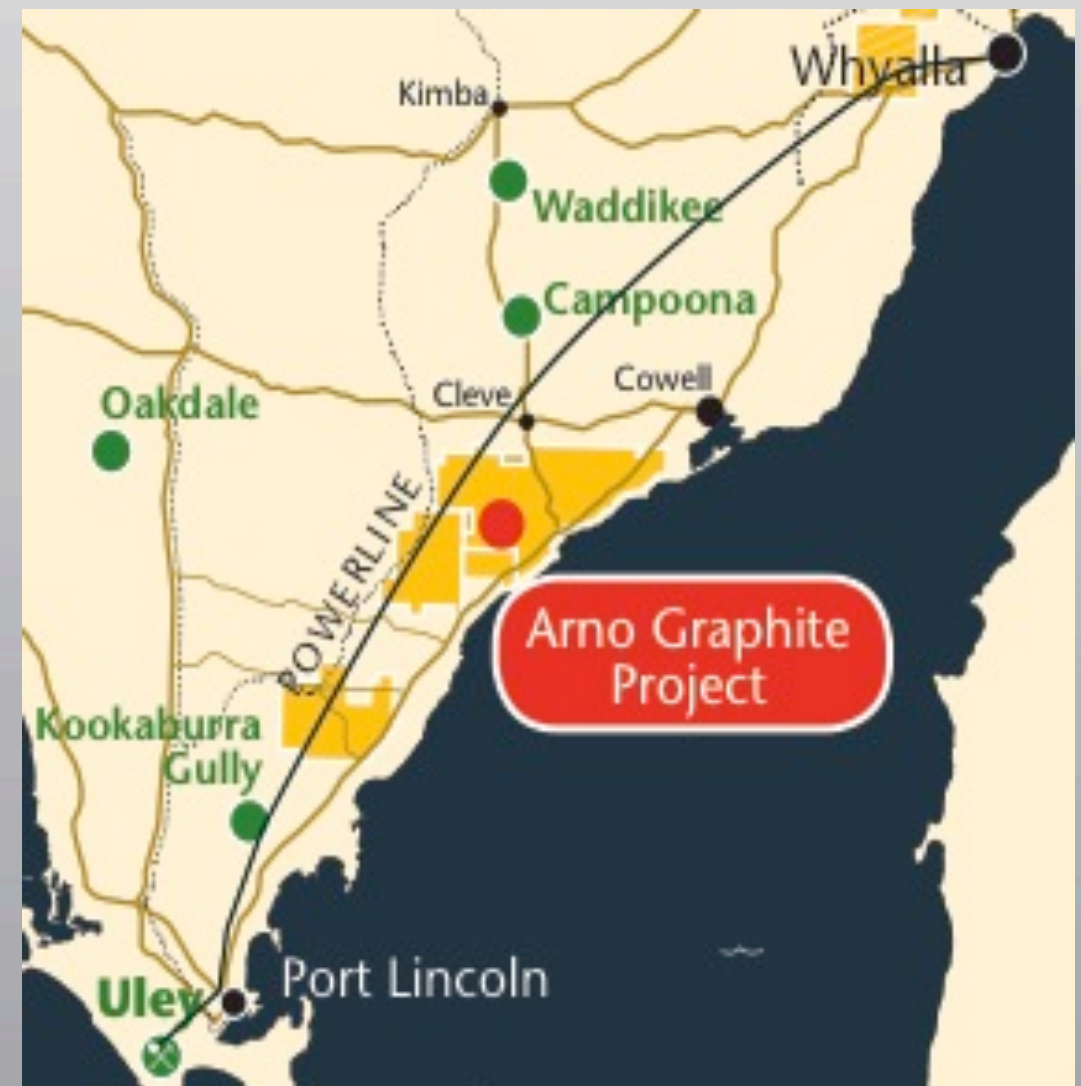 Whyalla
Kimba
Waddikee
Campoona
Cowell
Cleve
Oakdale
POWERLINE
Arno Graphite
Project
Kookaburra
Gully
Port Lincoln
Uley